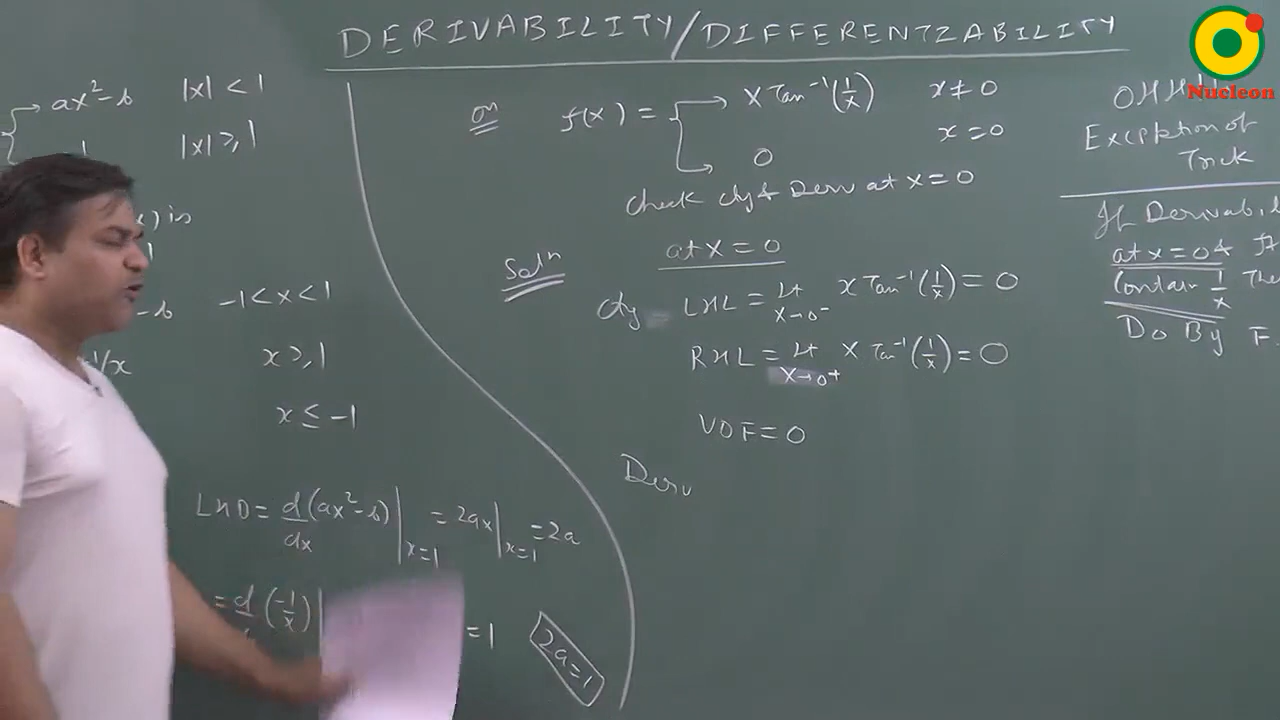 DERIVABILITY/DIFFERENTIABILITY
Nucleon
ax²-b |x| < 1
|x| ≥ 1
) is
-b -1 < x < 1
1/x x ≥ 1
x ≤ -1
LHD = d/dx (ax²-b)|x=1 = 2ax|x=1 = 2a
= d (-1/x) = 1
2a=1
Qn f(x) = x Tan⁻¹(1/x) x ≠ 0
0 x = 0
Check cty & Deriv at x = 0
Solⁿ at x = 0
Cty LHL = Lt x→0⁻ x Tan⁻¹(1/x) = 0
RHL = Lt x→0⁺ x Tan⁻¹(1/x) = 0
VOF = 0
Deriv
Exception of
Trick
If Derivabil
at x = 0 &
Contain 1/x The
Do By F.